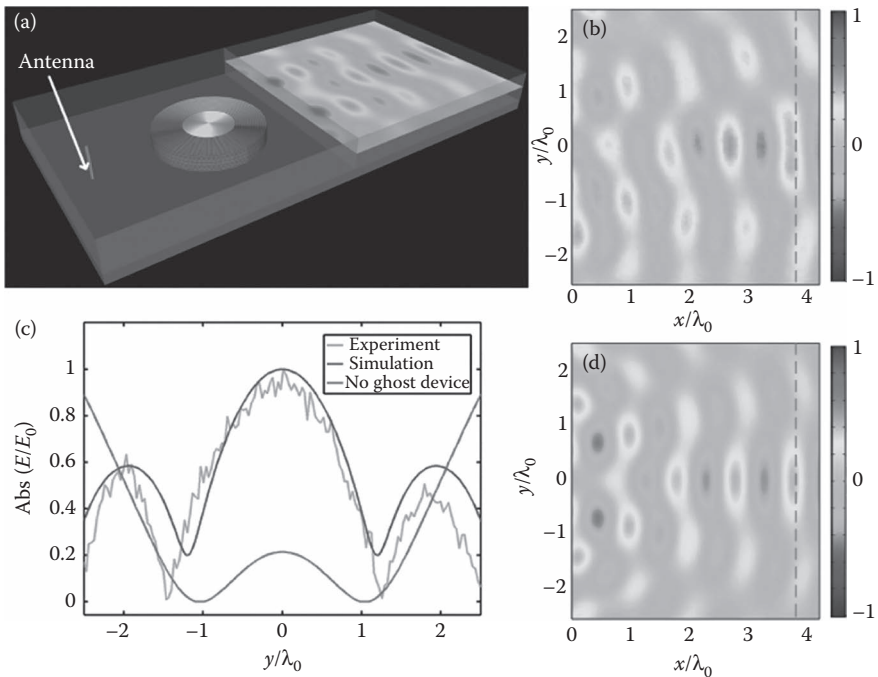 (a)
Antenna
(b)
2
1
0
−1
−2
y/λ₀
0
1
2
3
4
x/λ₀
1
0
−1
(c)
1
0.8
0.6
0.4
0.2
0
Abs (E/E₀)
−2
−1
0
1
2
y/λ₀
Experiment
Simulation
No ghost device
(d)
2
1
0
−1
−2
y/λ₀
0
1
2
3
4
x/λ₀
1
0
−1